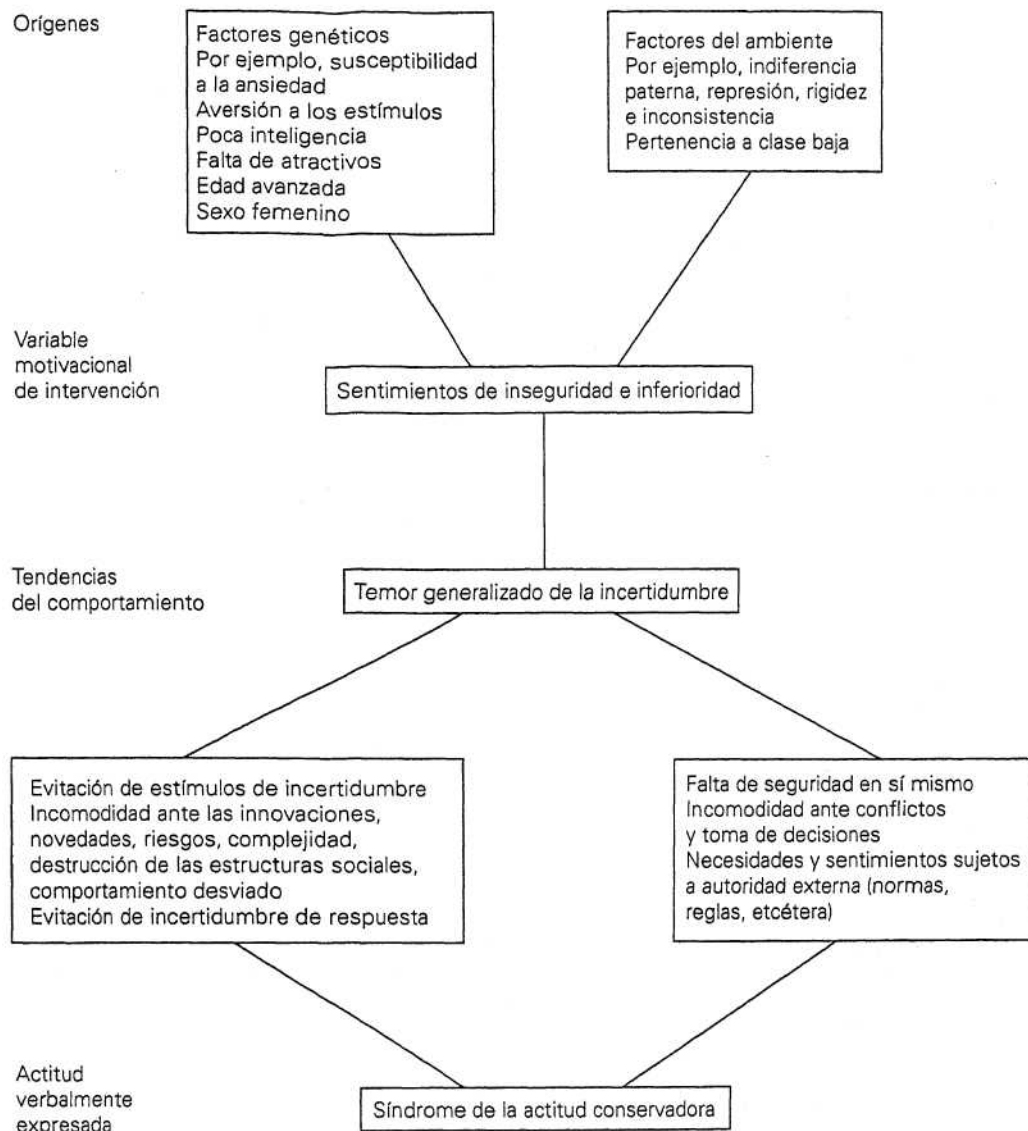 Orígenes
Factores genéticos
Por ejemplo, susceptibilidad
a la ansiedad
Aversión a los estímulos
Poca inteligencia
Falta de atractivos
Edad avanzada
Sexo femenino
Factores del ambiente
Por ejemplo, indiferencia
paterna, represión, rigidez
e inconsistencia
Pertenencia a clase baja
Variable
motivacional
de intervención
Sentimientos de inseguridad e inferioridad
Tendencias
del comportamiento
Temor generalizado de la incertidumbre
Evitación de estímulos de incertidumbre
Incomodidad ante las innovaciones,
novedades, riesgos, complejidad,
destrucción de las estructuras sociales,
comportamiento desviado
Evitación de incertidumbre de respuesta
Falta de seguridad en sí mismo
Incomodidad ante conflictos
y toma de decisiones
Necesidades y sentimientos sujetos
a autoridad externa (normas,
reglas, etcétera)
Actitud
verbalmente
expresada
Síndrome de la actitud conservadora